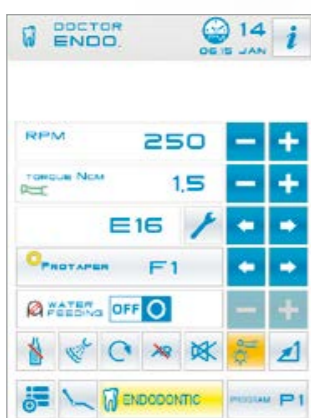 DOCTOR
ENDO.
14
06:15 JAN
i
RPM 250 - +
TORQUE NCM 1,5 - +
E16
PROTAPER F1
WATER FEEDING OFF - +
ENDODONTIC PROGRAM P1